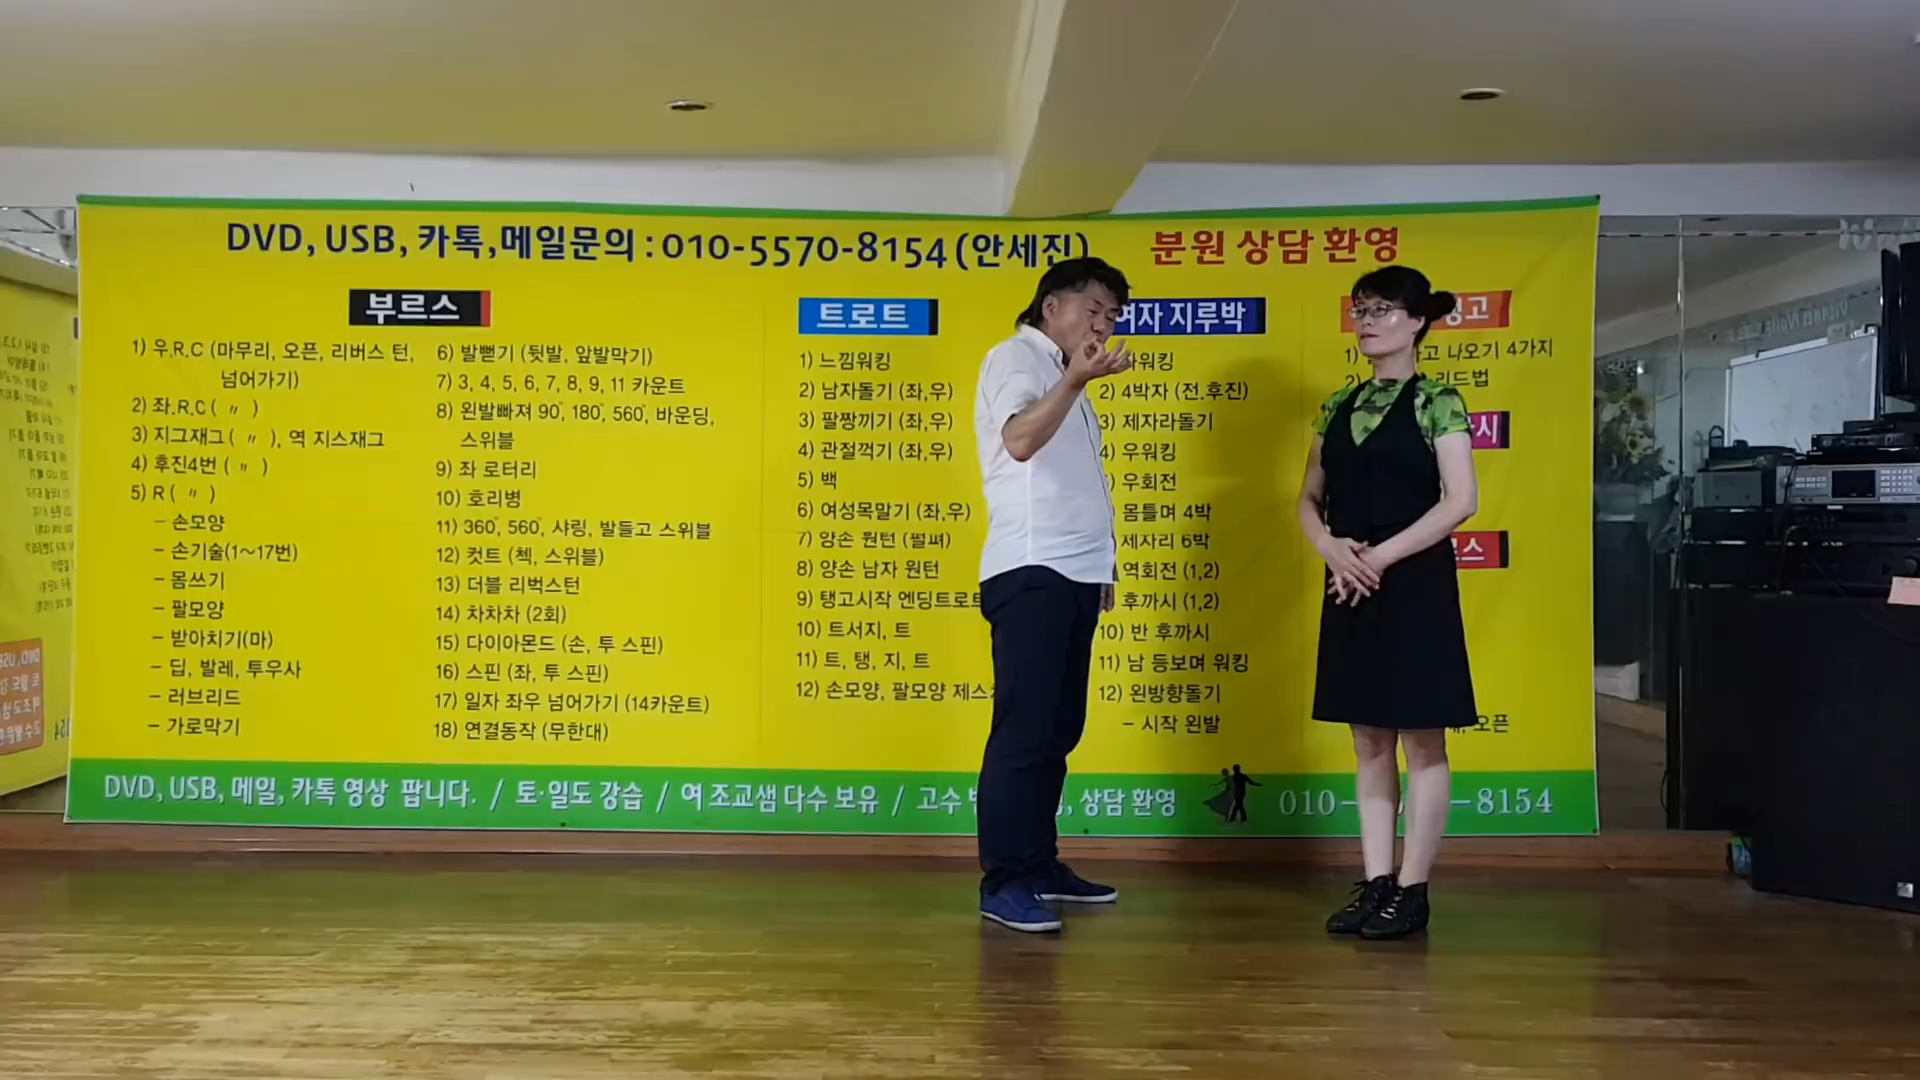 DVD, USB, 카톡,메일문의 : 010-5570-8154 (안세진)
분원 상담 환영
부르스
1) 우.R.C (마무리, 오픈, 리버스 턴,
넘어가기)
2) 좌.R.C ( 〃 )
3) 지그재그 ( 〃 ), 역 지스재그
4) 후진4번 ( 〃 )
5) R ( 〃 )
– 손모양
– 손기술(1~17번)
– 몸쓰기
– 팔모양
– 받아치기(마)
– 딥, 발레, 투우사
– 러브리드
– 가로막기
6) 발뻗기 (뒷발, 앞발막기)
7) 3, 4, 5, 6, 7, 8, 9, 11 카운트
8) 왼발빠져 90°, 180°, 560°, 바운딩,
스위블
9) 좌 로터리
10) 호리병
11) 360°, 560°, 샤링, 발들고 스위블
12) 컷트 (첵, 스위블)
13) 더블 리벅스턴
14) 차차차 (2회)
15) 다이아몬드 (손, 투 스핀)
16) 스핀 (좌, 투 스핀)
17) 일자 좌우 넘어가기 (14카운트)
18) 연결동작 (무한대)
트로트
1) 느낌워킹
2) 남자돌기 (좌,우)
3) 팔짱끼기 (좌,우)
4) 관절꺽기 (좌,우)
5) 백
6) 여성목말기 (좌,우)
7) 양손 원턴 (펼펴)
8) 양손 남자 원턴
9) 탱고시작 엔딩트로트
10) 트서지, 트
11) 트, 탱, 지, 트
12) 손모양, 팔모양
여자 지루박
워킹
2) 4박자 (전.후진)
3) 제자라돌기
4) 우워킹
) 우회전
몸틀며 4박
제자리 6박
역회전 (1,2)
후까시 (1,2)
10) 반 후까시
11) 남 등보며 워킹
12) 왼방향돌기
– 시작 왼발
고
1) 고 나오기 4가지
2) 리드법
시
스
오픈
DVD, USB, 메일, 카톡 영상 팝니다. / 토·일도 강습 / 여 조교샘 다수 보유 / 고수 , 상담 환영
010– –8154